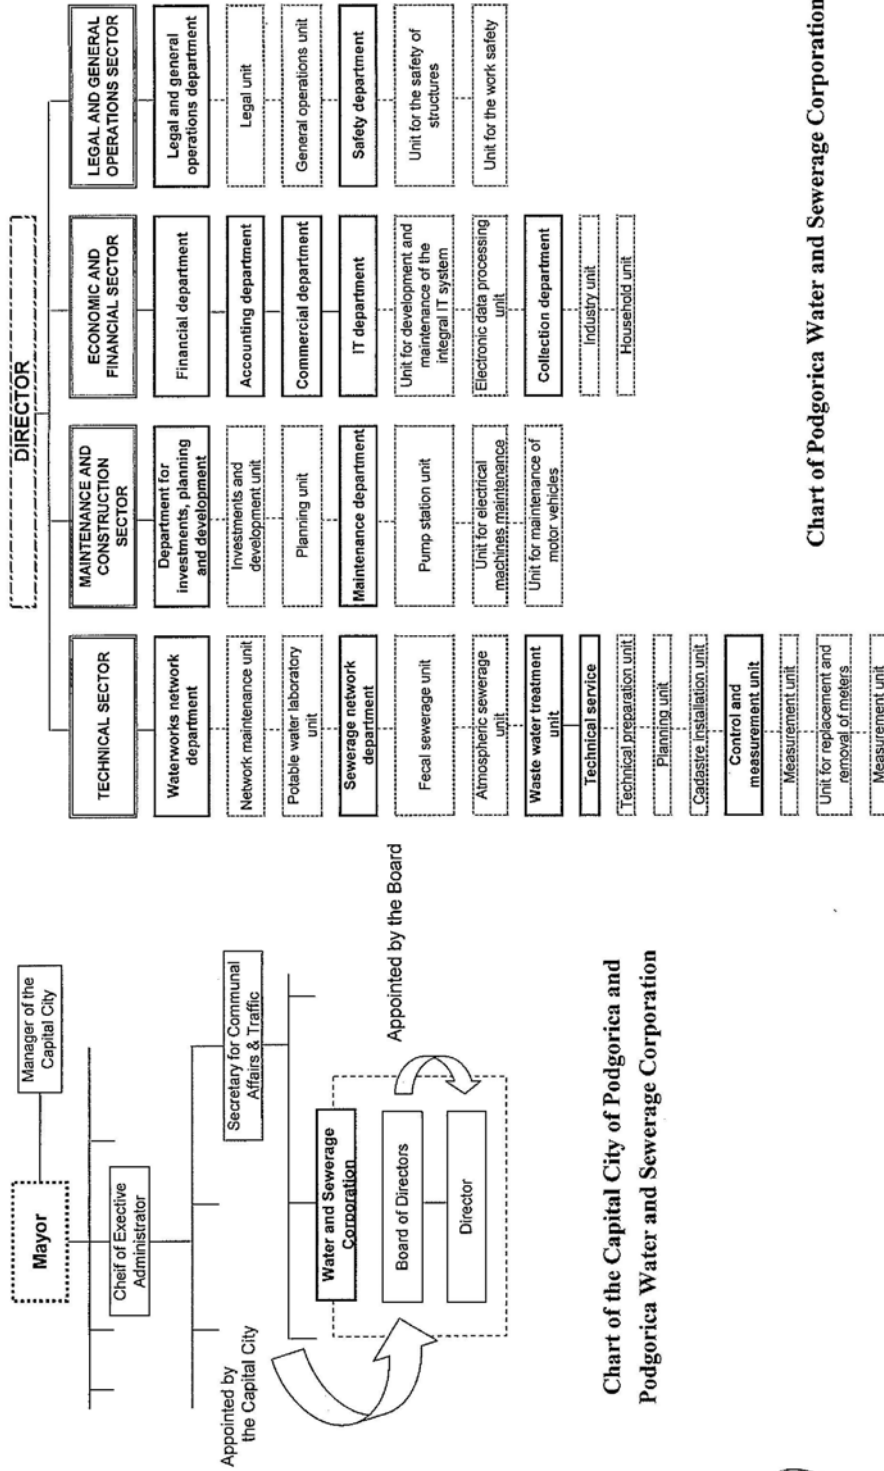 Mayor
Manager of the
Capital City
Cheif of Exective
Administrator
Appointed by
the Capital City
Secretary for Communal
Affairs & Traffic
Water and Sewerage
Corporation
Board of Directors
Director
Appointed by the Board
Chart of the Capital City of Podgorica and
Podgorica Water and Sewerage Corporation
DIRECTOR
TECHNICAL SECTOR
Waterworks network
department
Network maintenance unit
Potable water laboratory
unit
Sewerage network
department
Fecal sewerage unit
Atmospheric sewerage
unit
Waste water treatment
unit
Technical service
Technical preparation unit
Planning unit
Cadastre installation unit
Control and
measurement unit
Measurement unit
Unit for replacement and
removal of meters
Measurement unit
MAINTENANCE AND
CONSTRUCTION
SECTOR
Department for
investments, planning
and development
Investments and
development unit
Planning unit
Maintenance department
Pump station unit
Unit for electrical
machines maintenance
Unit for maintenance of
motor vehicles
ECONOMIC AND
FINANCIAL SECTOR
Financial department
Accounting department
Commercial department
IT department
Unit for development and
maintenance of the
integral IT system
Electronic data processing
unit
Collection department
Industry unit
Household unit
LEGAL AND GENERAL
OPERATIONS SECTOR
Legal and general
operations department
Legal unit
General operations unit
Safety department
Unit for the safety of
structures
Unit for the work safety
Chart of Podgorica Water and Sewerage Corporation